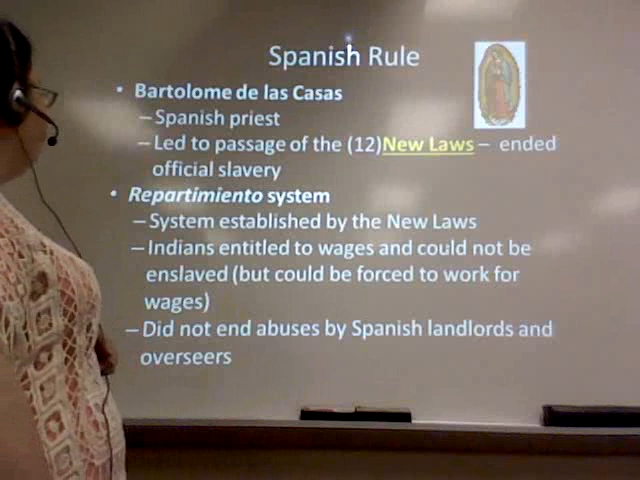 Spanish Rule
• Bartolome de las Casas
– Spanish priest
– Led to passage of the (12)New Laws – ended
official slavery
• Repartimiento system
– System established by the New Laws
– Indians entitled to wages and could not be
enslaved (but could be forced to work for
wages)
– Did not end abuses by Spanish landlords and
overseers